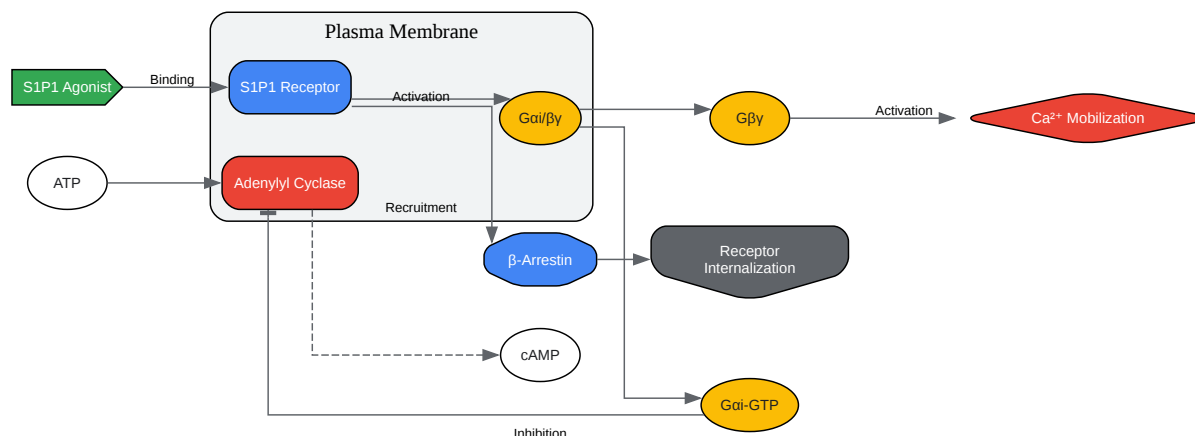 Plasma Membrane
S1P1 Agonist
Binding
S1P1 Receptor
Activation
Gαi/βγ
Gβγ
Activation
Ca²⁺ Mobilization
ATP
Adenylyl Cyclase
Recruitment
β-Arrestin
Receptor
Internalization
cAMP
Gαi-GTP
Inhibition